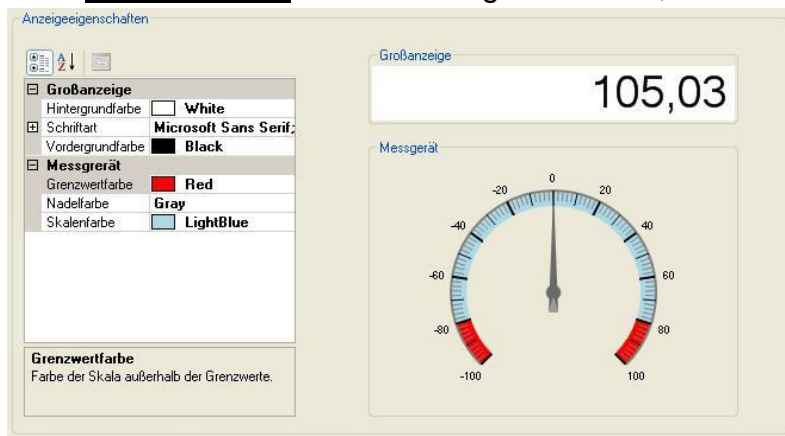 Anzeigeeigenschaften
Großanzeige
Hintergrundfarbe White
Schriftart Microsoft Sans Serif;
Vordergrundfarbe Black
Messgrerät
Grenzwertfarbe Red
Nadelfarbe Gray
Skalenfarbe LightBlue
Grenzwertfarbe
Farbe der Skala außerhalb der Grenzwerte.
Großanzeige
105,03
Messgerät
0
-20 20
-40 40
-60 60
-80 80
-100 100